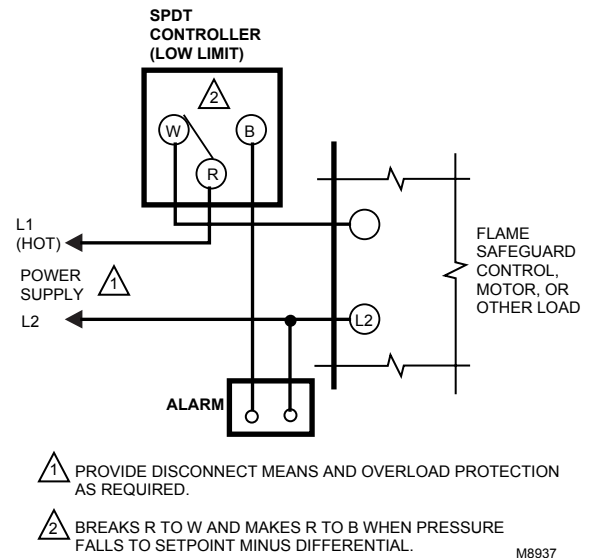 SPDT
CONTROLLER
(LOW LIMIT)
2
W
B
R
L1
(HOT)
POWER
SUPPLY
1
L2
L2
FLAME
SAFEGUARD
CONTROL,
MOTOR, OR
OTHER LOAD
ALARM
1 PROVIDE DISCONNECT MEANS AND OVERLOAD PROTECTION
AS REQUIRED.
2 BREAKS R TO W AND MAKES R TO B WHEN PRESSURE
FALLS TO SETPOINT MINUS DIFFERENTIAL.
M8937